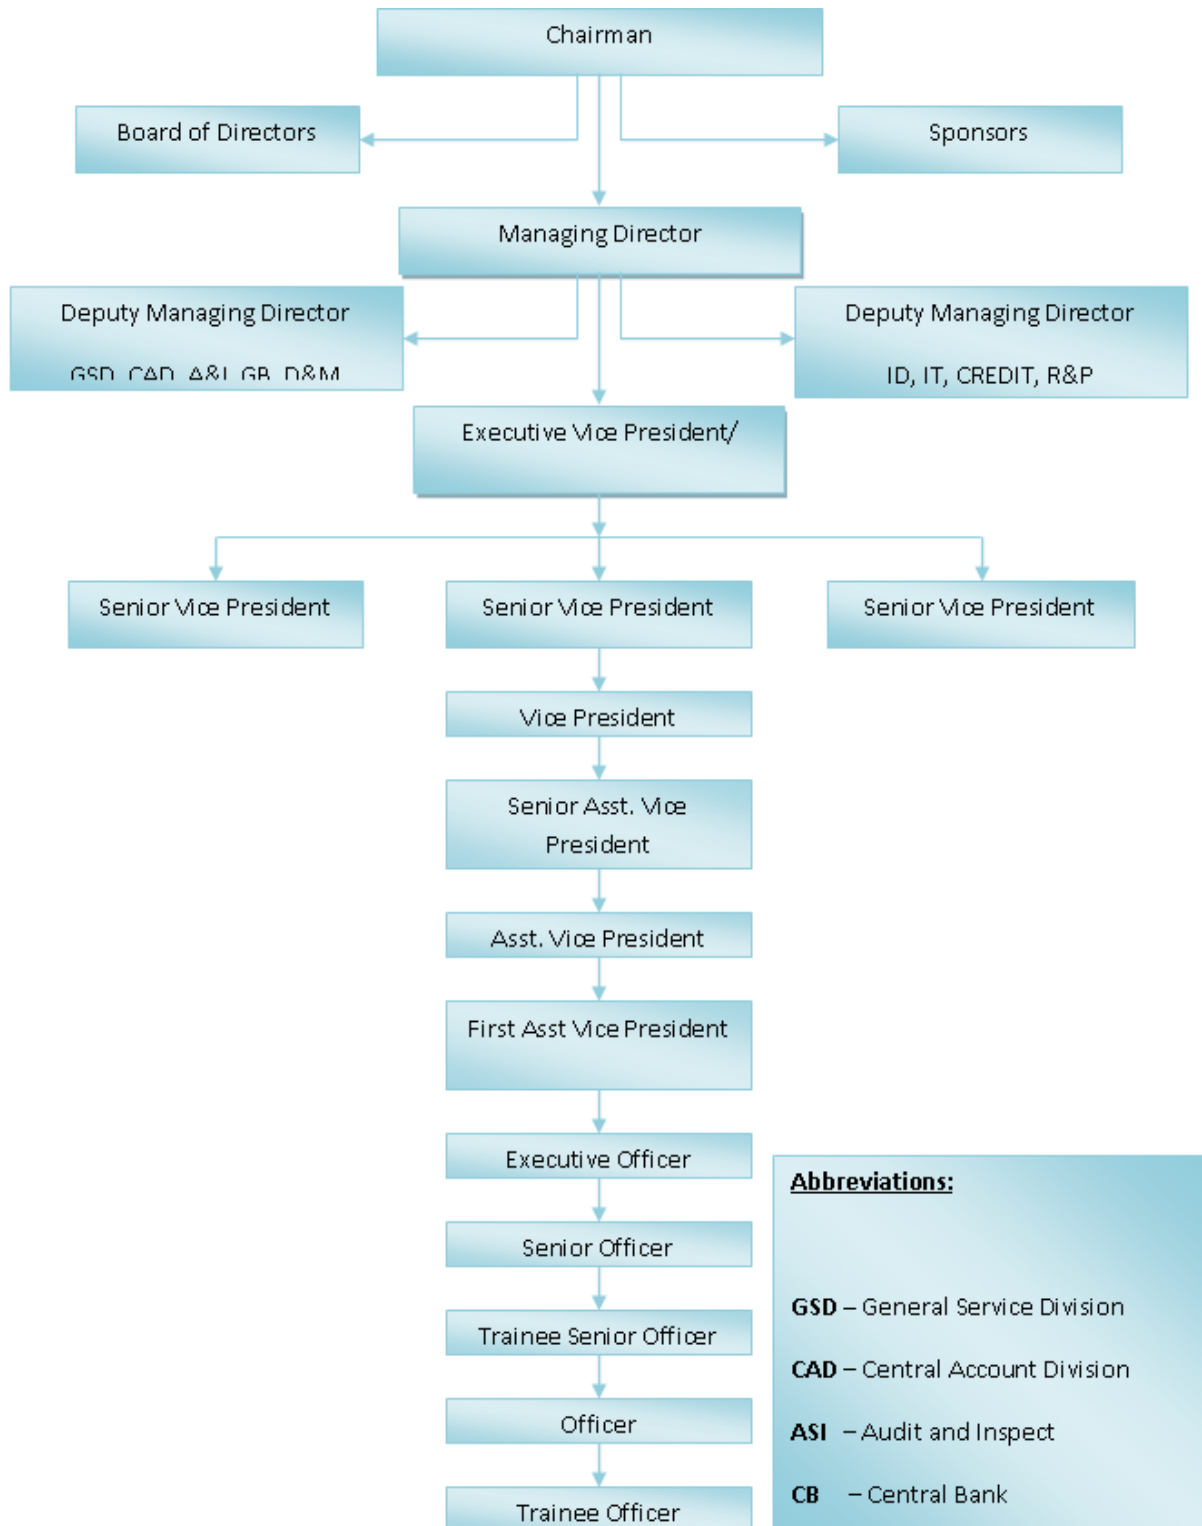 Chairman
Board of Directors
Sponsors
Managing Director
Deputy Managing Director
GSD, CAD, A&I, GB, D&M
Deputy Managing Director
ID, IT, CREDIT, R&P
Executive Vice President/
Senior Vice President
Senior Vice President
Senior Vice President
Vice President
Senior Asst. Vice
President
Asst. Vice President
First Asst Vice President
Executive Officer
Senior Officer
Trainee Senior Officer
Officer
Trainee Officer
Abbreviations:
GSD – General Service Division
CAD – Central Account Division
ASI – Audit and Inspect
CB – Central Bank